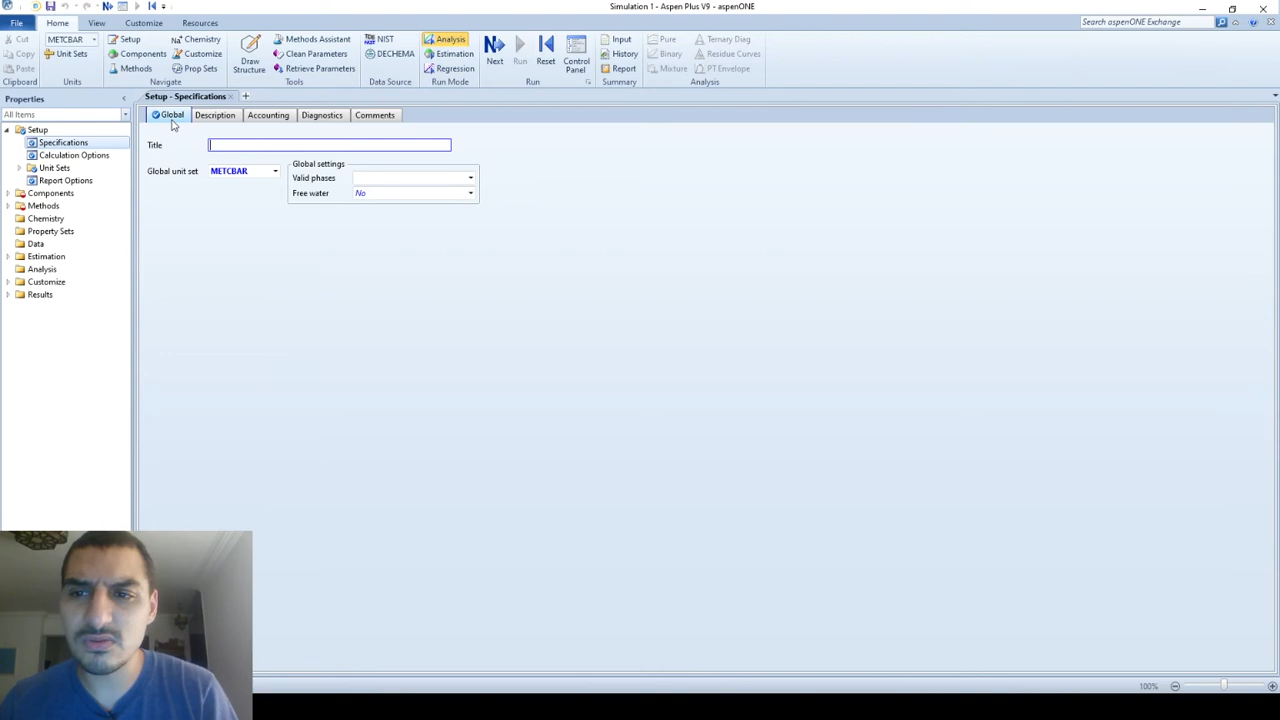 Simulation 1 - Aspen Plus V9 - aspenONE
File Home View Customize Resources
Search aspenONE Exchange
Cut METCBAR Setup Chemistry Methods Assistant NIST Analysis Input Pure Ternary Diag
Copy Unit Sets Components Customize Clean Parameters DECHEMA Estimation History Binary Residue Curves
Paste Methods Prop Sets Draw Structure Retrieve Parameters Regression Next Run Reset Control Panel Report Mixture PT Envelope
Clipboard Units Navigate Tools Data Source Run Mode Run Summary Analysis
Properties
Setup - Specifications
All Items
Global Description Accounting Diagnostics Comments
Setup
Specifications
Calculation Options
Unit Sets
Report Options
Components
Methods
Chemistry
Property Sets
Data
Estimation
Analysis
Customize
Results
Title
Global unit set METCBAR
Global settings
Valid phases
Free water No
100%